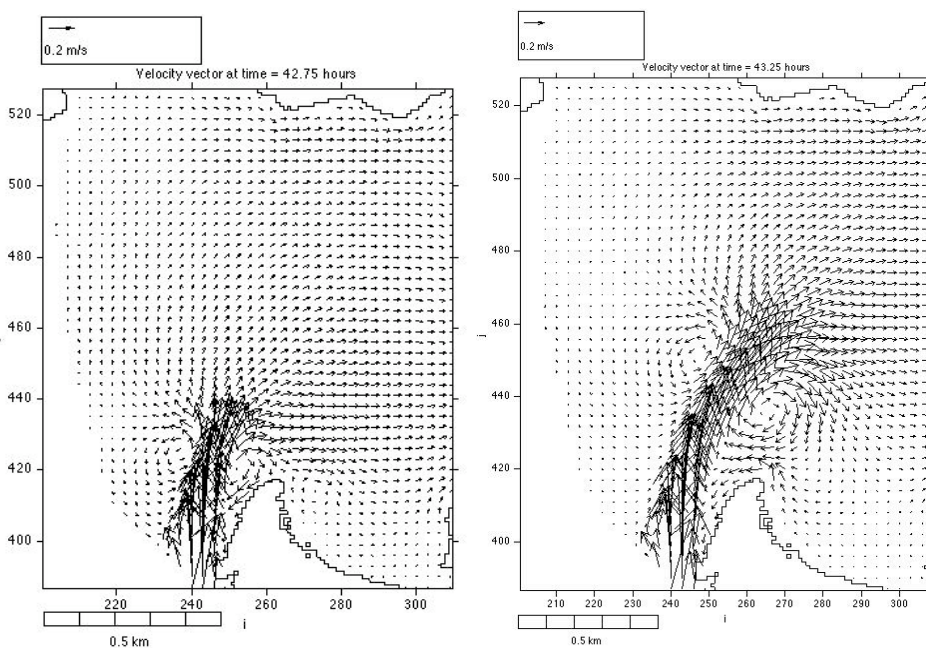 0.2 m/s
Velocity vector at time = 42.75 hours
520
500
480
460
440
420
400
220 240 260 280 300
i
0.5 km
0.2 m/s
Velocity vector at time = 43.25 hours
520
500
480
j
460
440
420
400
210 220 230 240 250 260 270 280 290 300
i
0.5 km